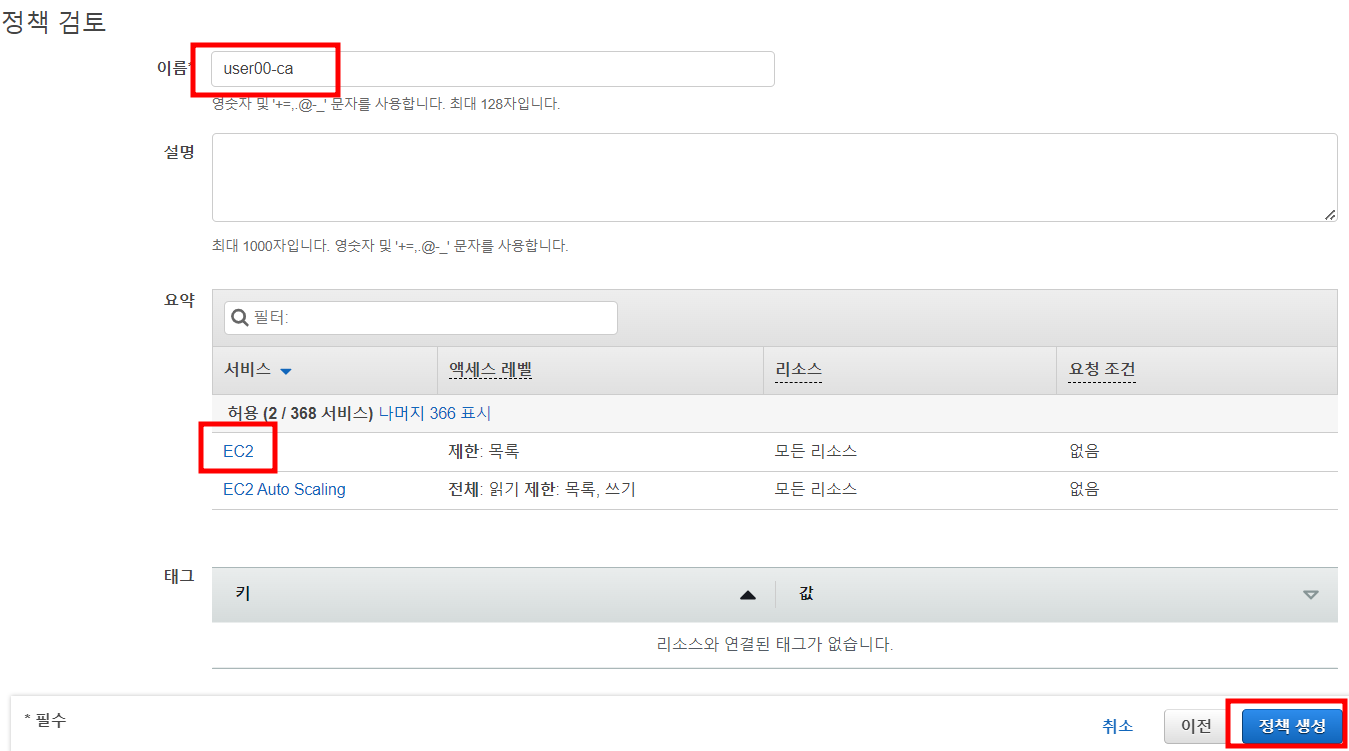 정책 검토
이름* user00-ca
영숫자 및 '+=,.@-_' 문자를 사용합니다. 최대 128자입니다.
설명
최대 1000자입니다. 영숫자 및 '+=,.@-_' 문자를 사용합니다.
요약 필터:
서비스 액세스 레벨 리소스 요청 조건
허용 (2 / 368 서비스) 나머지 366 표시
EC2 제한: 목록 모든 리소스 없음
EC2 Auto Scaling 전체: 읽기 제한: 목록, 쓰기 모든 리소스 없음
태그 키 값
리소스와 연결된 태그가 없습니다.
* 필수 취소 이전 정책 생성